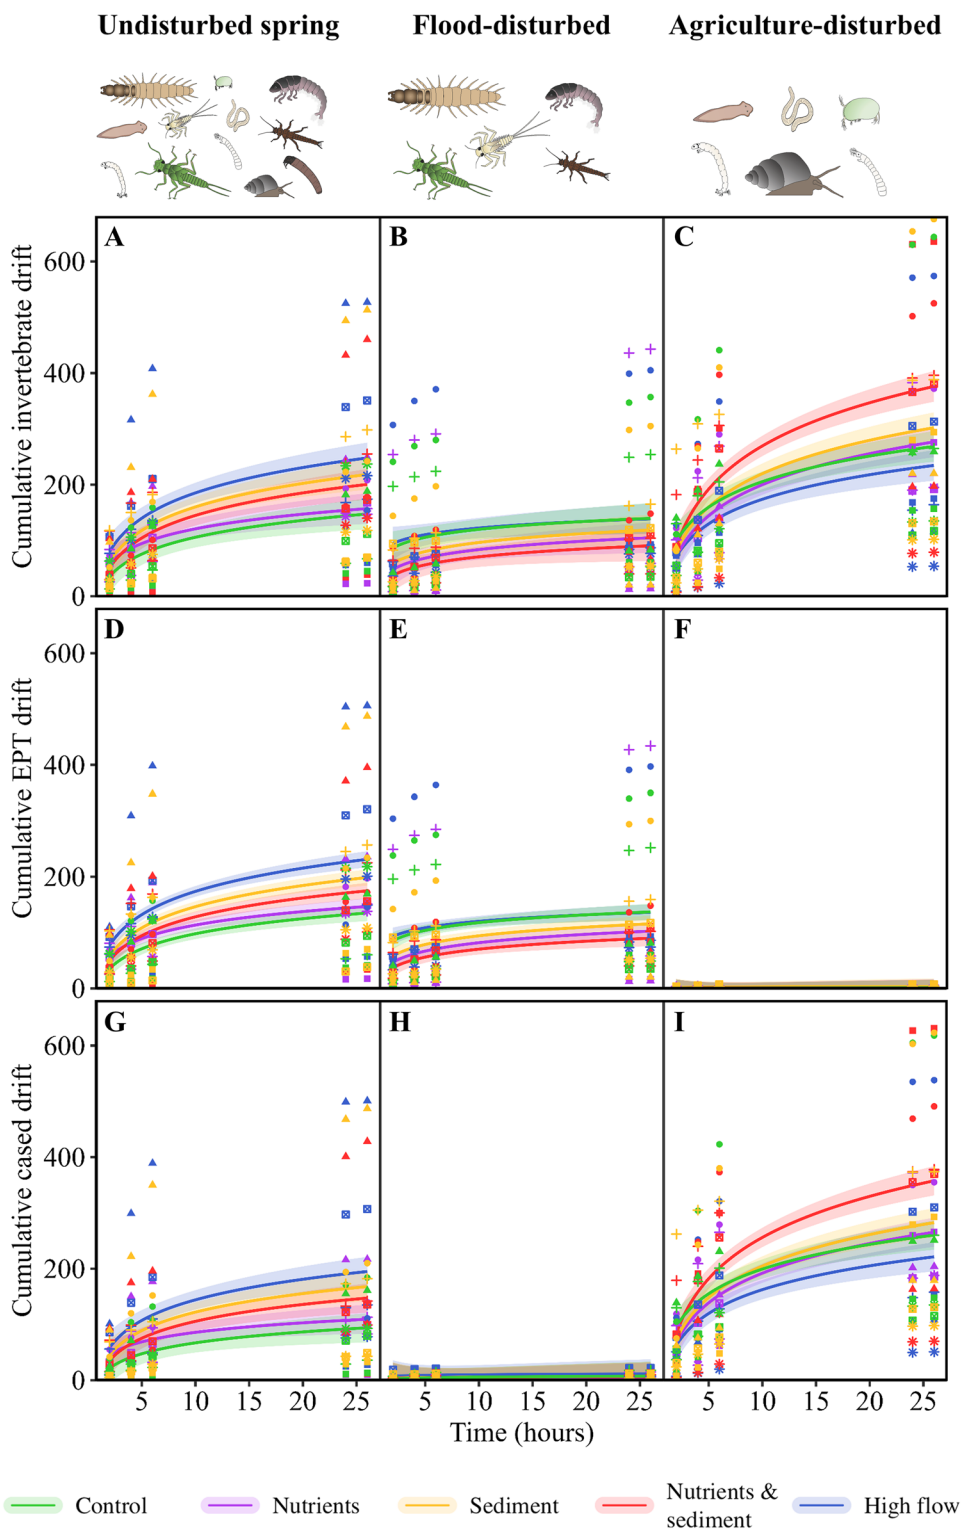 Undisturbed spring Flood-disturbed Agriculture-disturbed
A B C
Cumulative invertebrate drift
600
400
200
0
D E F
Cumulative EPT drift
600
400
200
0
G H I
Cumulative cased drift
600
400
200
0
5 10 15 20 25 5 10 15 20 25 5 10 15 20 25
Time (hours)
Control Nutrients Sediment Nutrients & sediment High flow